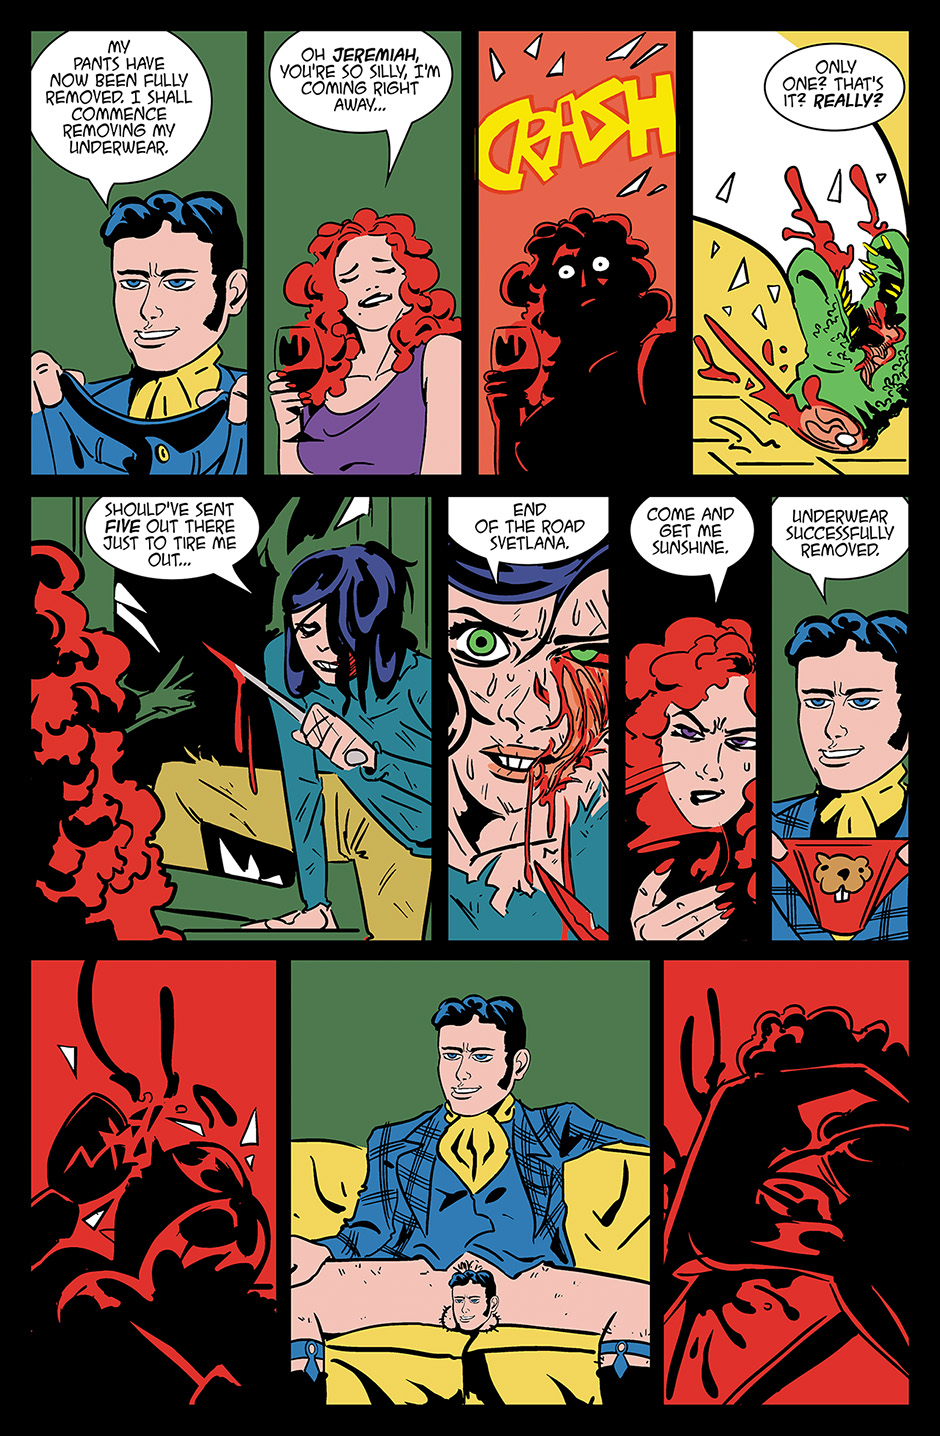 MY
PANTS HAVE
NOW BEEN FULLY
REMOVED. I SHALL
COMMENCE
REMOVING MY
UNDERWEAR.
OH JEREMIAH,
YOU'RE SO SILLY, I'M
COMING RIGHT
AWAY...
CRASH
ONLY
ONE? THAT'S
IT? REALLY?
SHOULD'VE SENT
FIVE OUT THERE
JUST TO TIRE ME
OUT...
END
OF THE ROAD
SVETLANA.
COME AND
GET ME
SUNSHINE.
UNDERWEAR
SUCCESSFULLY
REMOVED.